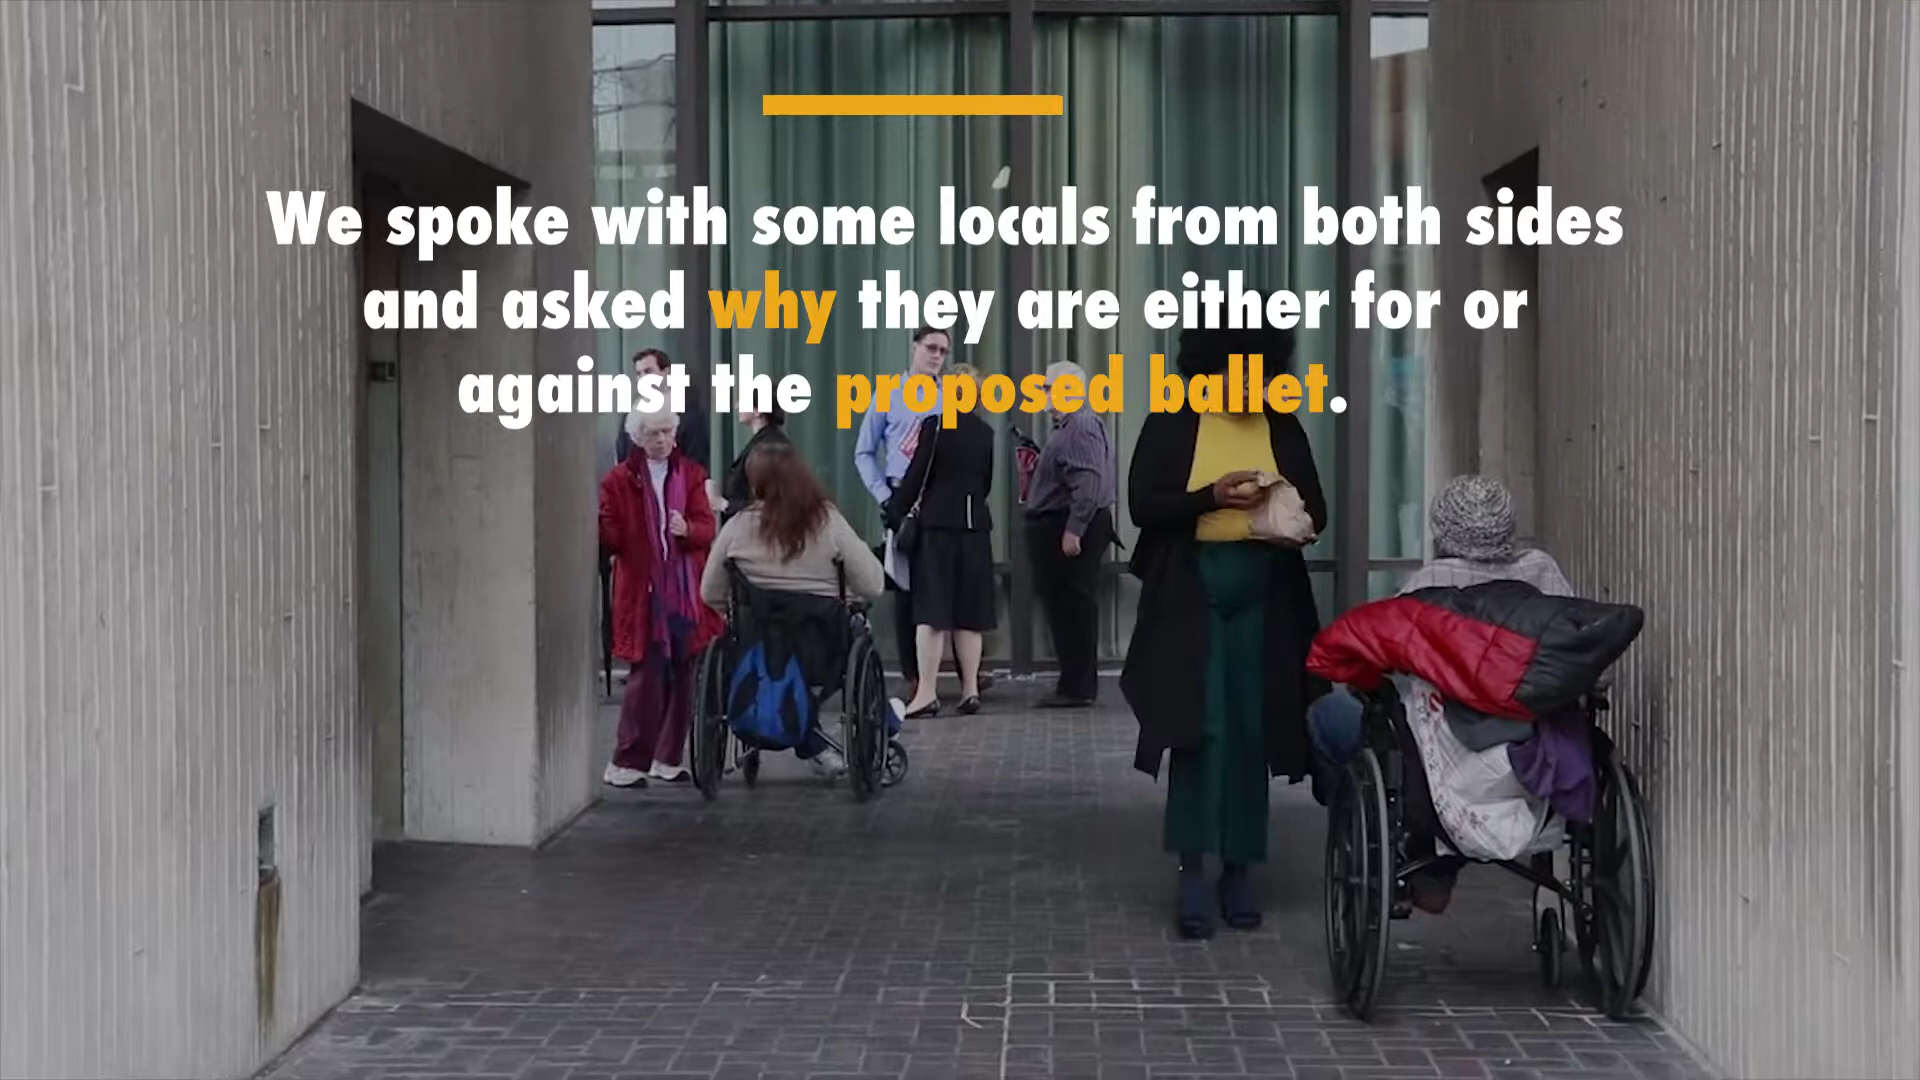 We spoke with some locals from both sides
and asked why they are either for or
against the proposed ballet.